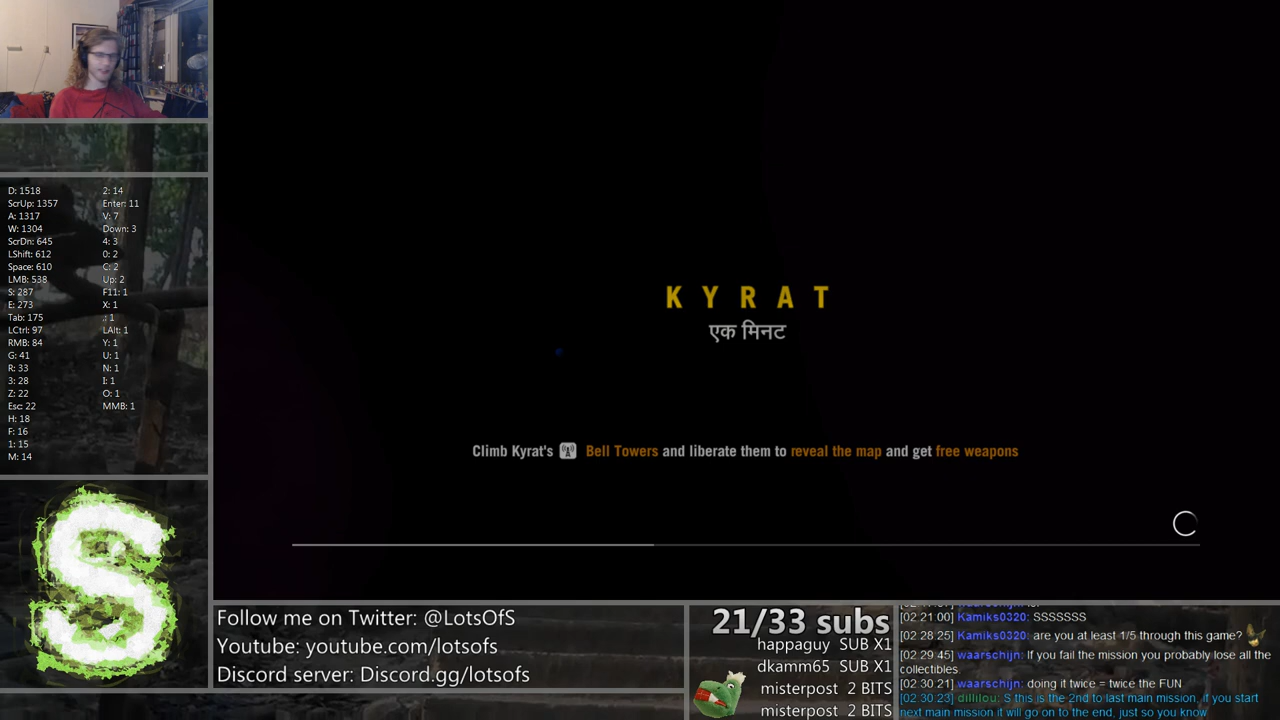 D: 1518
ScrUp: 1357
A: 1317
W: 1304
ScrDn: 645
LShift: 612
Space: 610
LMB: 538
S: 287
E: 273
Tab: 175
LCtrl: 97
RMB: 84
G: 41
R: 33
3: 28
Z: 22
Esc: 22
H: 18
F: 16
1: 15
M: 14
2: 14
Enter: 11
V: 7
Down: 3
4: 3
0: 2
C: 2
Up: 2
F11: 1
X: 1
.: 1
LAlt: 1
Y: 1
U: 1
N: 1
I: 1
O: 1
MMB: 1
S
KYRAT
एक मिनट
Climb Kyrat's Bell Towers and liberate them to reveal the map and get free weapons
Follow me on Twitter: @LotsOfS
Youtube: youtube.com/lotsofs
Discord server: Discord.gg/lotsofs
21/33 subs
happaguy SUB X1
dkamm65 SUB X1
misterpost 2 BITS
misterpost 2 BITS
[02:21:00] Kamiks0320: SSSSSSS
[02:28:25] Kamiks0320: are you at least 1/5 through this game?
[02:29:45] waarschijn: If you fail the mission you probably lose all the
collectibles.
[02:30:21] waarschijn: doing it twice = twice the FUN
[02:30:23] dillilou: S this is the 2nd to last main mission, if you start
next main mission it will go on to the end, just so you know